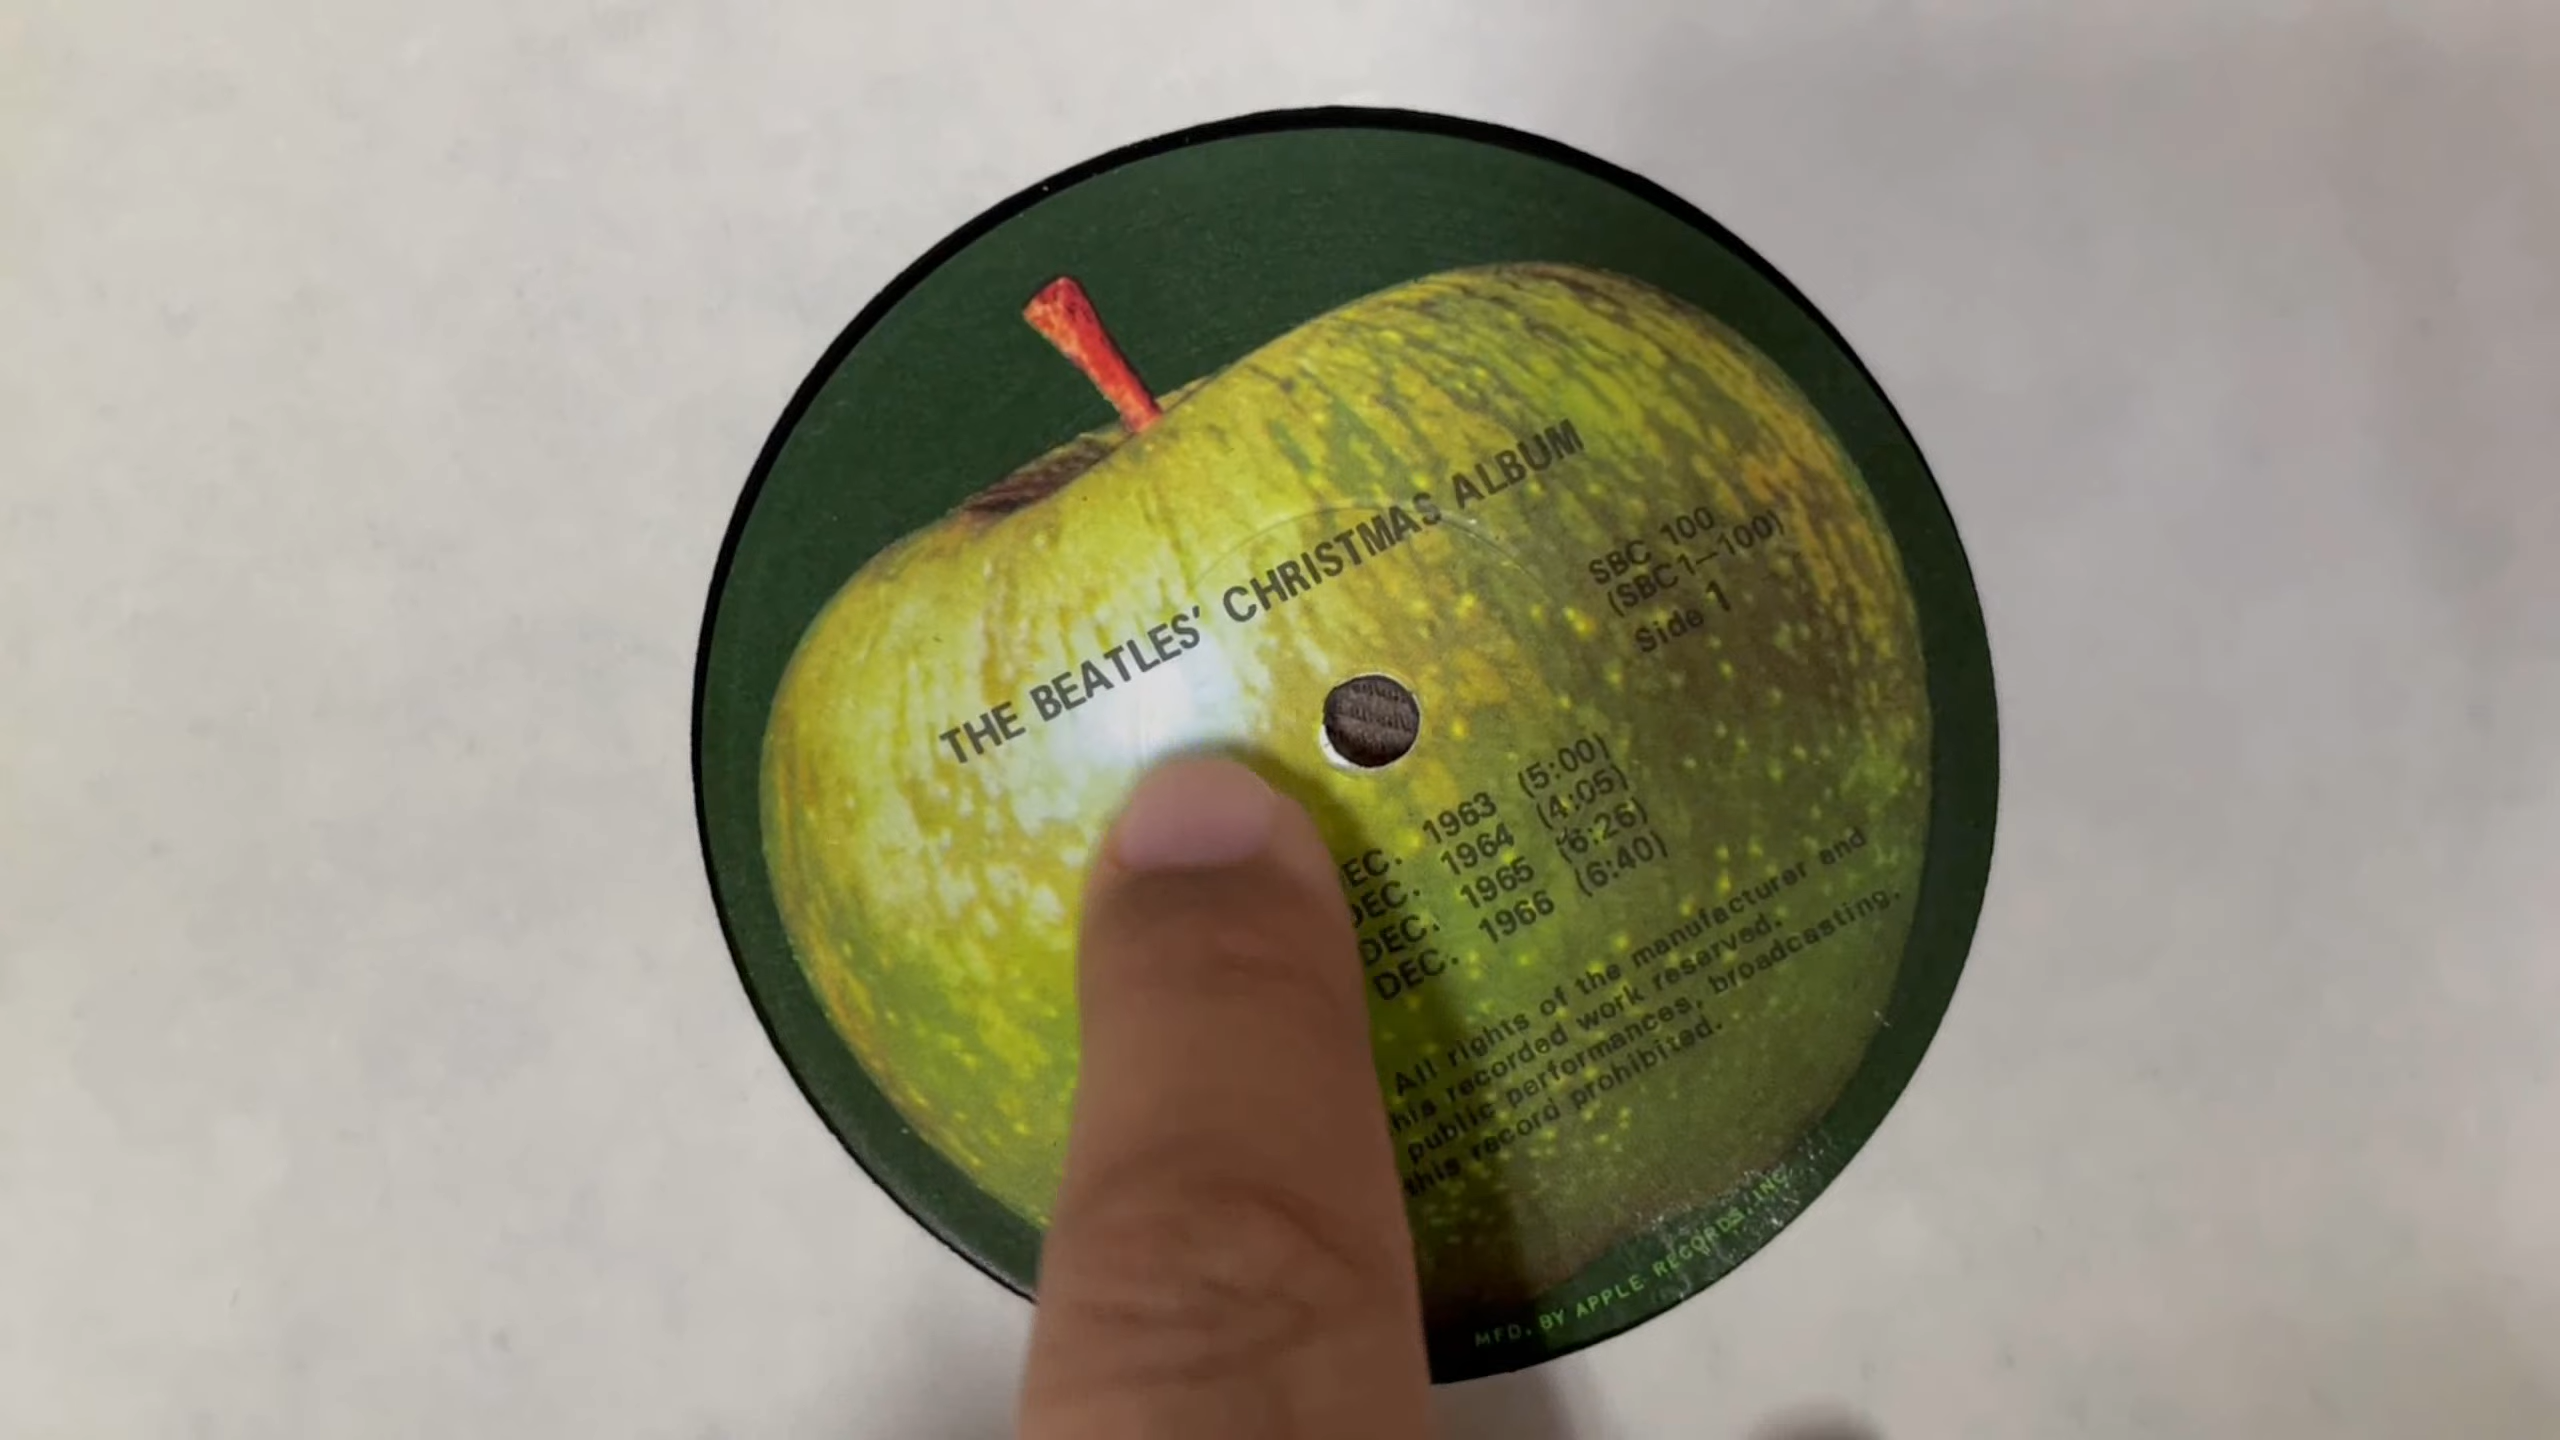 THE BEATLES' CHRISTMAS ALBUM
SBC 100
(SBC 1-100)
Side 1
DEC. 1963 (5:00)
DEC. 1964 (4:05)
DEC. 1965 (6:26)
DEC. 1966 (6:40)
All rights of the manufacturer and
this recorded work reserved.
public performances, broadcasting.
this record prohibited.
MFD. BY APPLE RECORDS, INC.